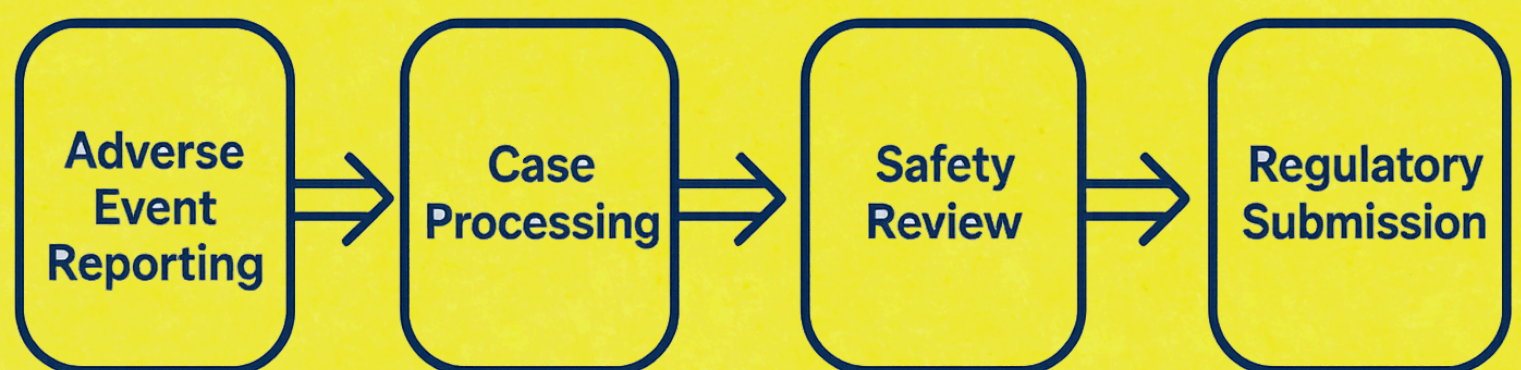 Adverse
Event
Reporting
Case
Processing
Safety
Review
Regulatory
Submission